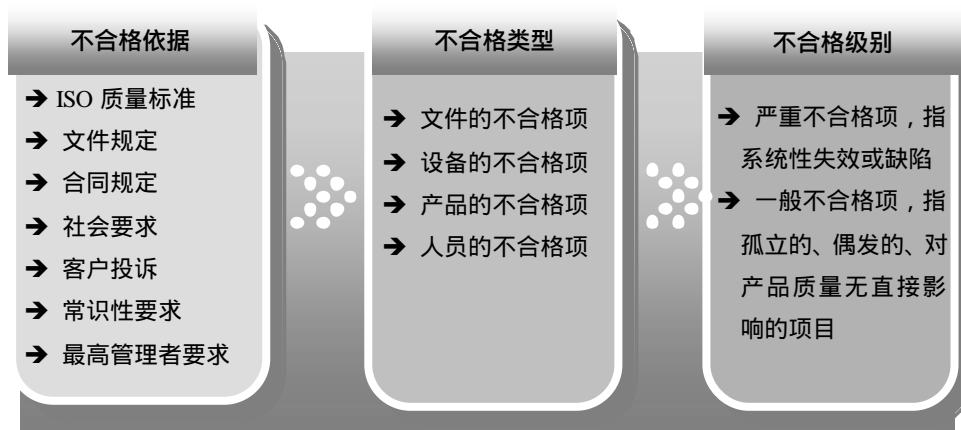 不合格依据
➔ ISO 质量标准
➔ 文件规定
➔ 合同规定
➔ 社会要求
➔ 客户投诉
➔ 常识性要求
➔ 最高管理者要求
不合格类型
➔ 文件的不合格项
➔ 设备的不合格项
➔ 产品的不合格项
➔ 人员的不合格项
不合格级别
➔ 严重不合格项，指
系统性失效或缺陷
➔ 一般不合格项，指
孤立的、偶发的、对
产品质量无直接影
响的项目